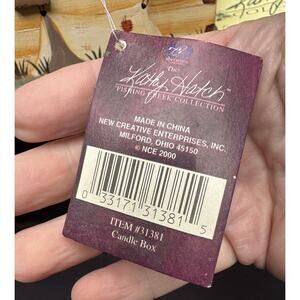 The
Kathy Hatch™
FISHING CREEK COLLECTION
MADE IN CHINA
NEW CREATIVE ENTERPRISES, INC.
MILFORD, OHIO 45150
© NCE 2000
0 33171 31381 5
ITEM #31381
Candle Box